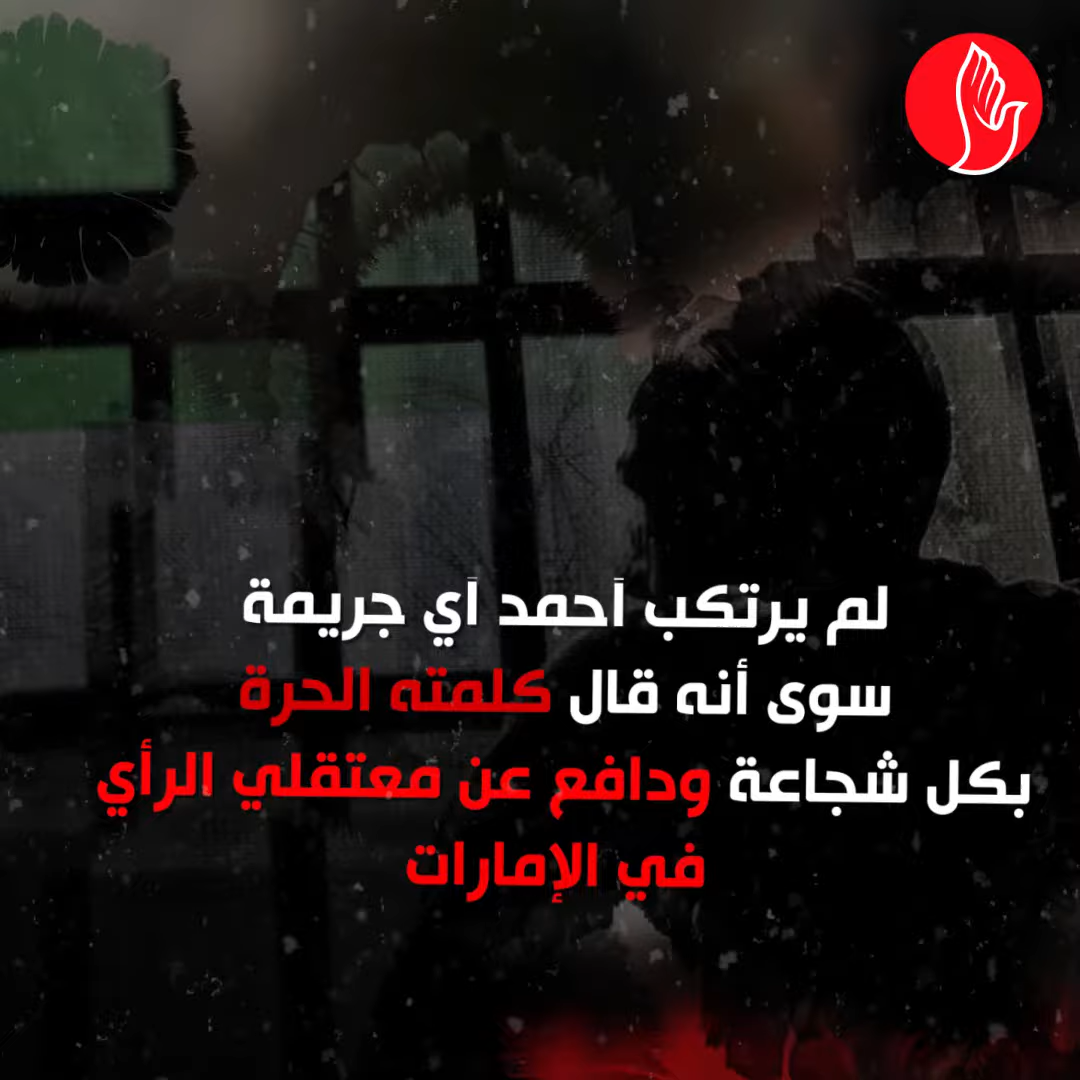 لم يرتكب أحمد أي جريمة
سوى أنه قال كلمته الحرة
بكل شجاعة ودافع عن معتقلي الرأي
في الإمارات